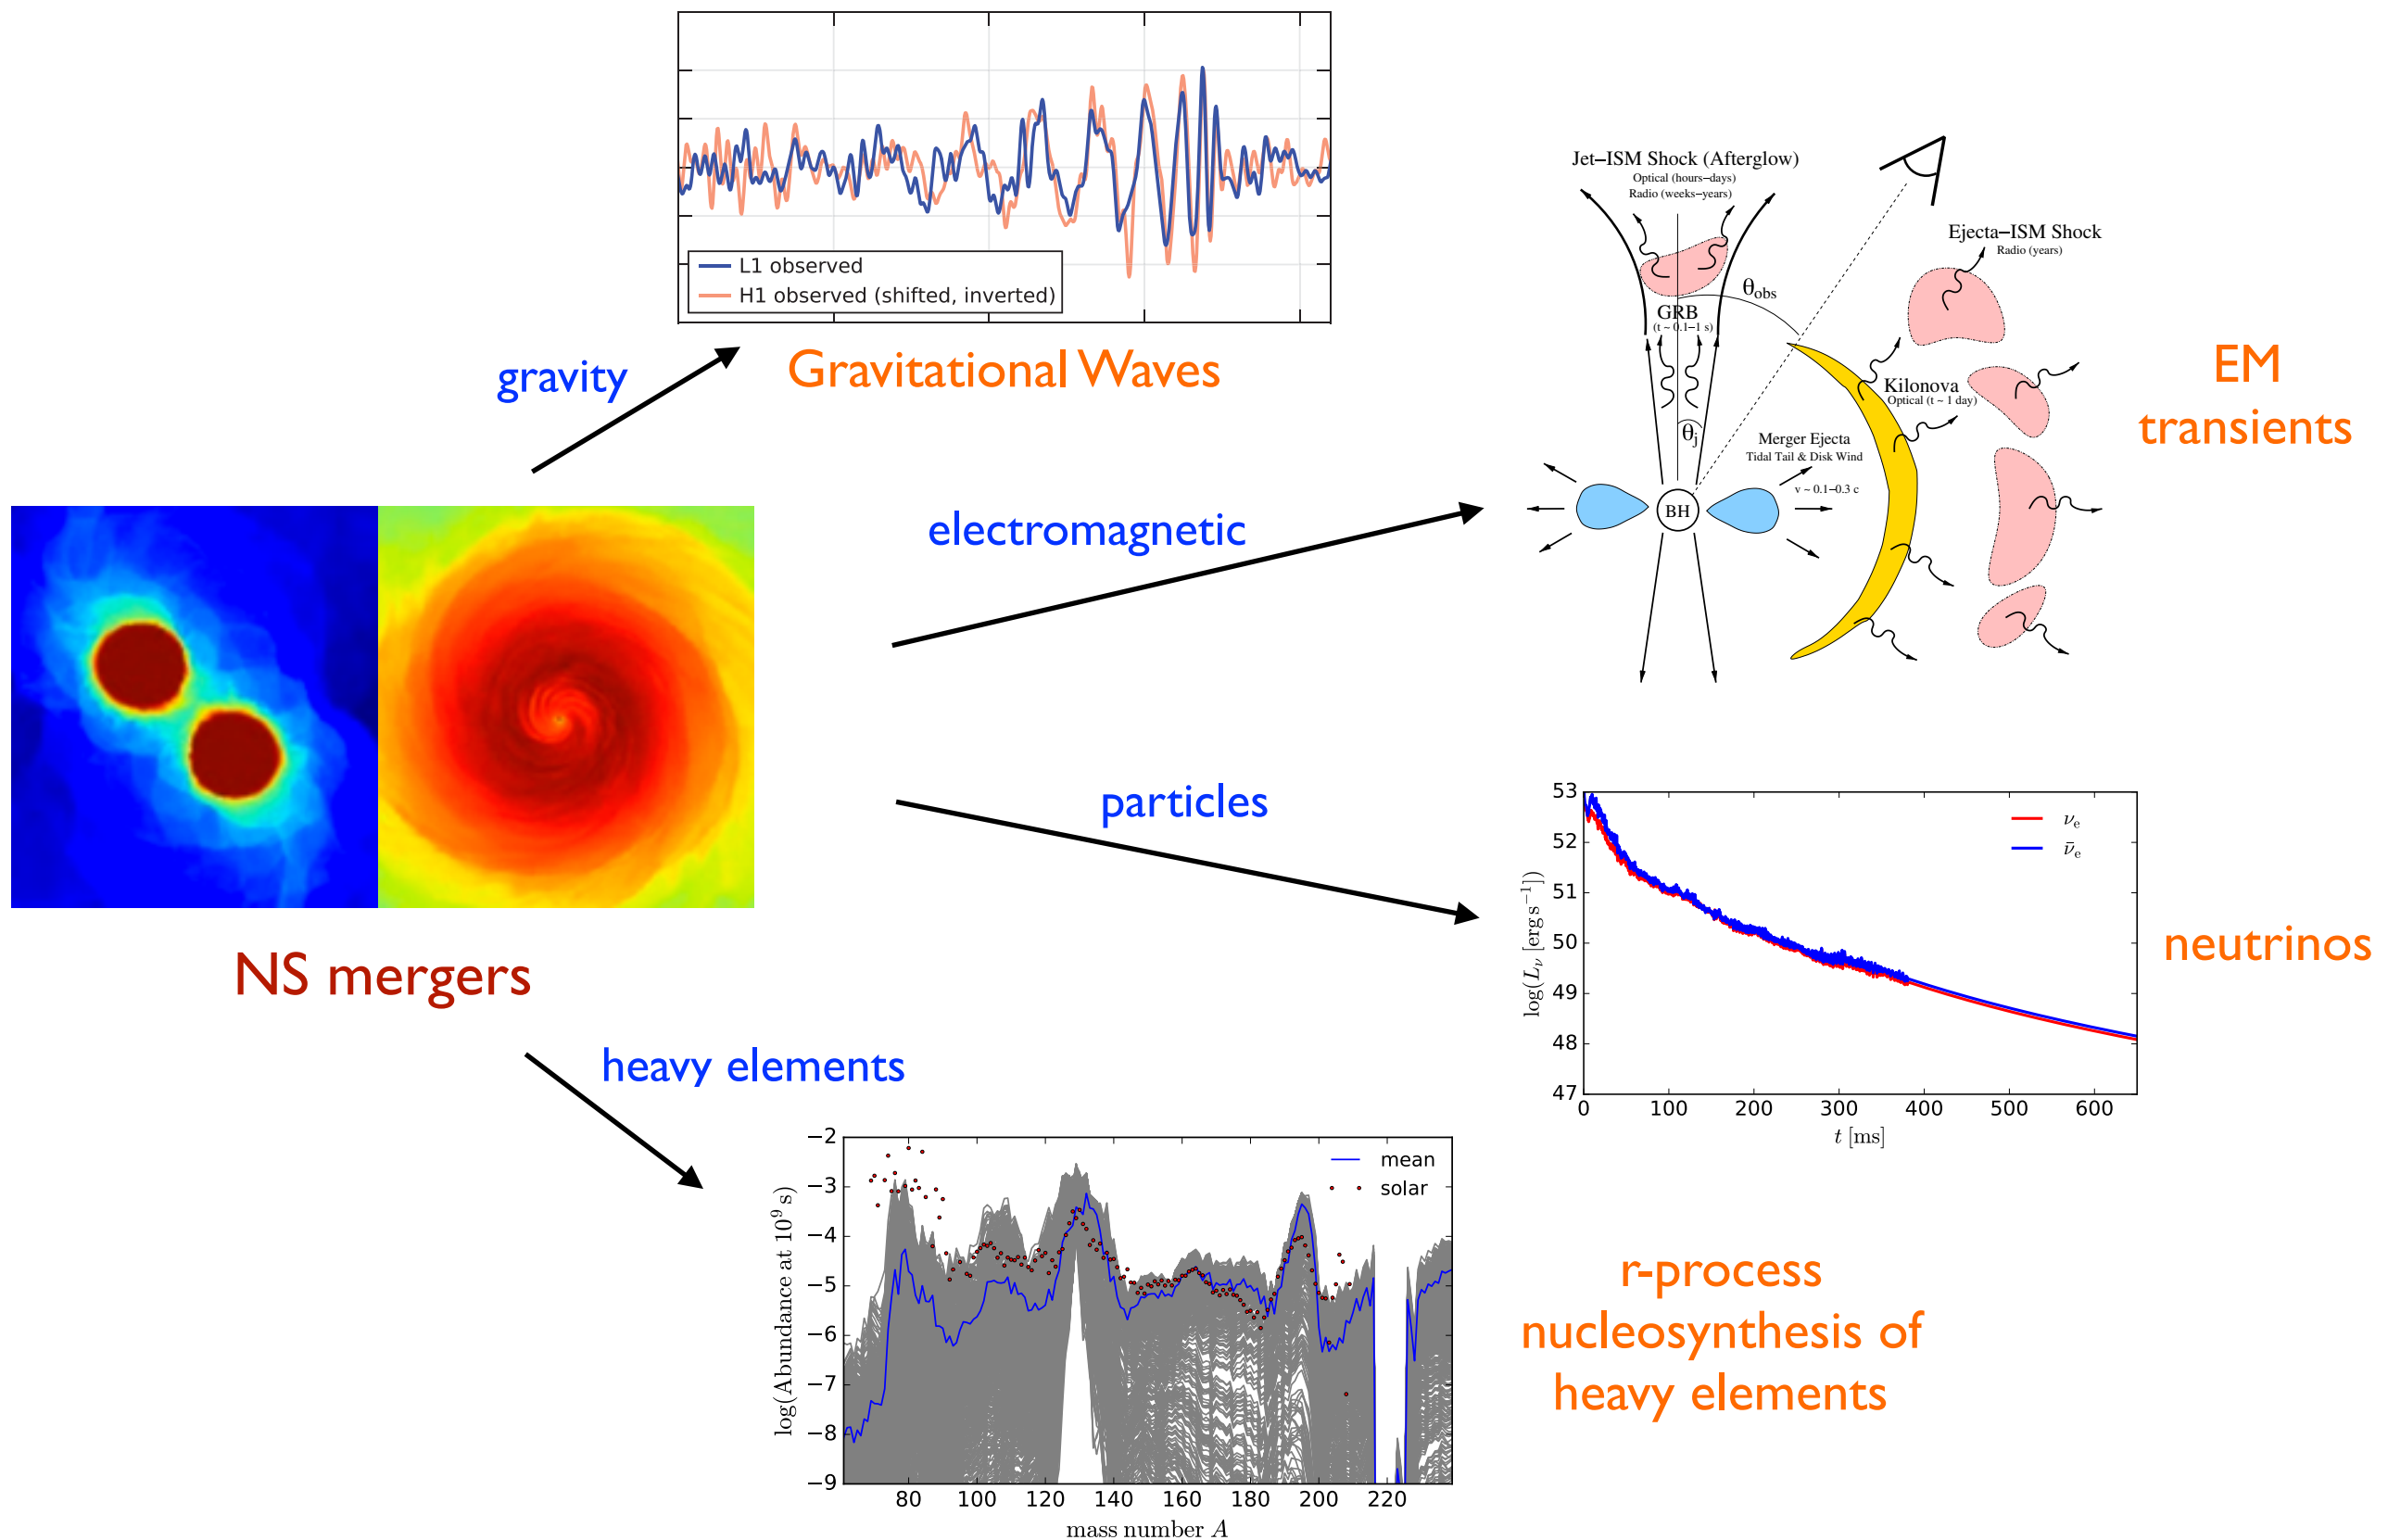 L1 observed
H1 observed (shifted, inverted)
gravity
Gravitational Waves
Jet–ISM Shock (Afterglow)
Optical (hours–days)
Radio (weeks–years)
Ejecta–ISM Shock
Radio (years)
θobs
GRB
(t ~ 0.1–1 s)
Kilonova
Optical (t ~ 1 day)
θj
Merger Ejecta
Tidal Tail & Disk Wind
v ~ 0.1–0.3 c
BH
EM
transients
electromagnetic
particles
NS mergers
53
52
51
50
49
48
47
log(Lν [erg s⁻¹])
νe
ν̄e
0 100 200 300 400 500 600
t [ms]
neutrinos
heavy elements
−2
−3
−4
−5
−6
−7
−8
−9
log(Abundance at 10⁹ s)
mean
solar
80 100 120 140 160 180 200 220
mass number A
r-process
nucleosynthesis of
heavy elements